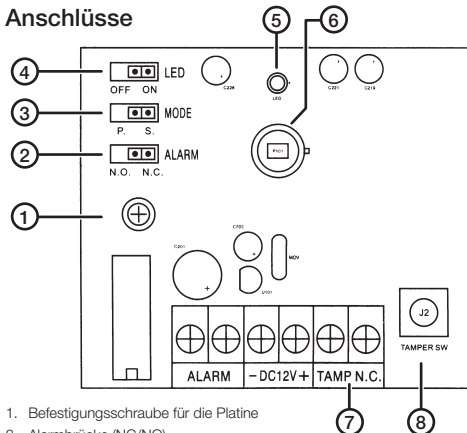 Anschlüsse
5
6
4
LED
OFF ON
C226
LED
C221
C219
3
MODE
P. S.
2
ALARM
N.O. N.C.
1
C203
C201
MOV
U101
J2
TAMPER SW
ALARM
-DC12V+
TAMP N.C.
7
8
1. Befestigungsschraube für die Platine